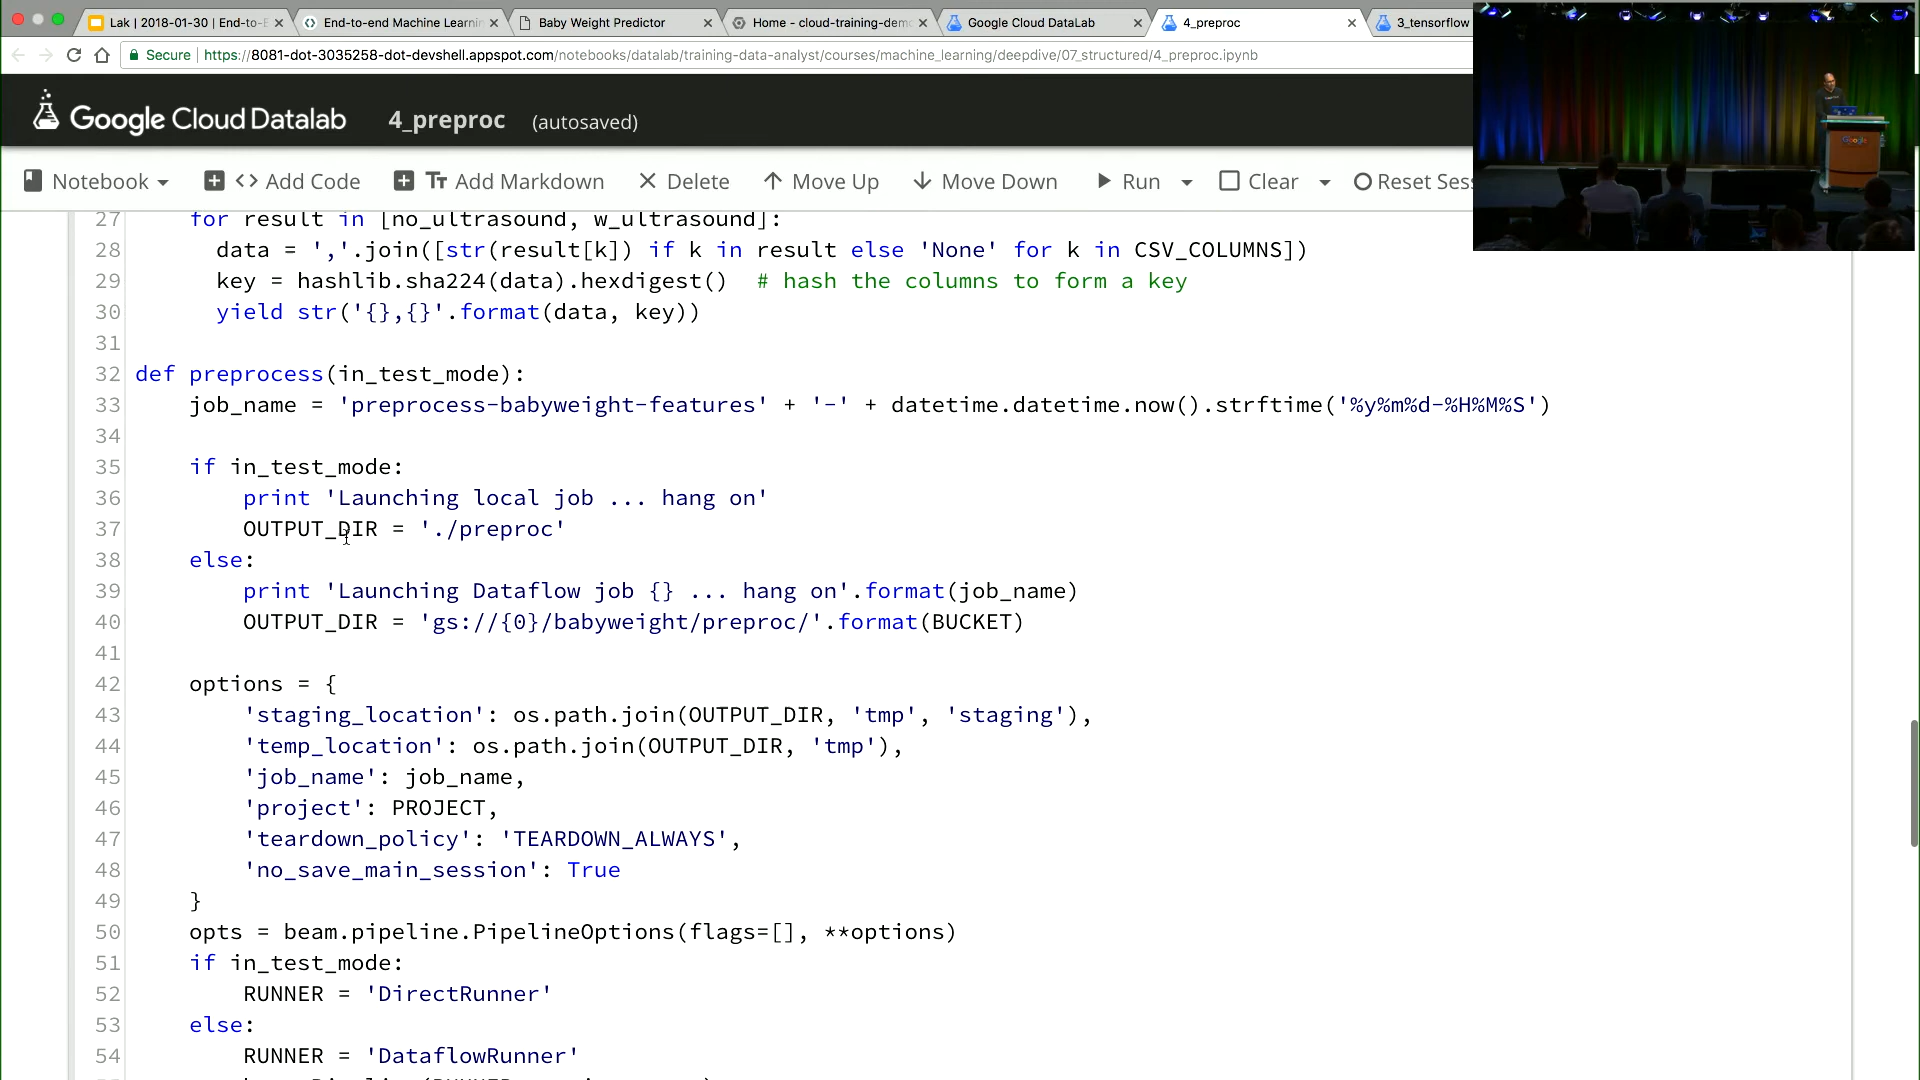 Lak | 2018-01-30 | End-to-E
End-to-end Machine Learnin
Baby Weight Predictor
Home - cloud-training-dem
Google Cloud DataLab
4_preproc
3_tensorflow
Secure | https://8081-dot-3035258-dot-devshell.appspot.com/notebooks/datalab/training-data-analyst/courses/machine_learning/deepdive/07_structured/4_preproc.ipynb
Google Cloud Datalab 4_preproc (autosaved)
Notebook <> Add Code Tt Add Markdown Delete Move Up Move Down Run Clear Reset Sess
27 for result in [no_ultrasound, w_ultrasound]:
28 data = ','.join([str(result[k]) if k in result else 'None' for k in CSV_COLUMNS])
29 key = hashlib.sha224(data).hexdigest() # hash the columns to form a key
30 yield str('{},{}'.format(data, key))
31
32 def preprocess(in_test_mode):
33 job_name = 'preprocess-babyweight-features' + '-' + datetime.datetime.now().strftime('%y%m%d-%H%M%S')
34
35 if in_test_mode:
36 print 'Launching local job ... hang on'
37 OUTPUT_DIR = './preproc'
38 else:
39 print 'Launching Dataflow job {} ... hang on'.format(job_name)
40 OUTPUT_DIR = 'gs://{0}/babyweight/preproc/'.format(BUCKET)
41
42 options = {
43 'staging_location': os.path.join(OUTPUT_DIR, 'tmp', 'staging'),
44 'temp_location': os.path.join(OUTPUT_DIR, 'tmp'),
45 'job_name': job_name,
46 'project': PROJECT,
47 'teardown_policy': 'TEARDOWN_ALWAYS',
48 'no_save_main_session': True
49 }
50 opts = beam.pipeline.PipelineOptions(flags=[], **options)
51 if in_test_mode:
52 RUNNER = 'DirectRunner'
53 else:
54 RUNNER = 'DataflowRunner'
Google